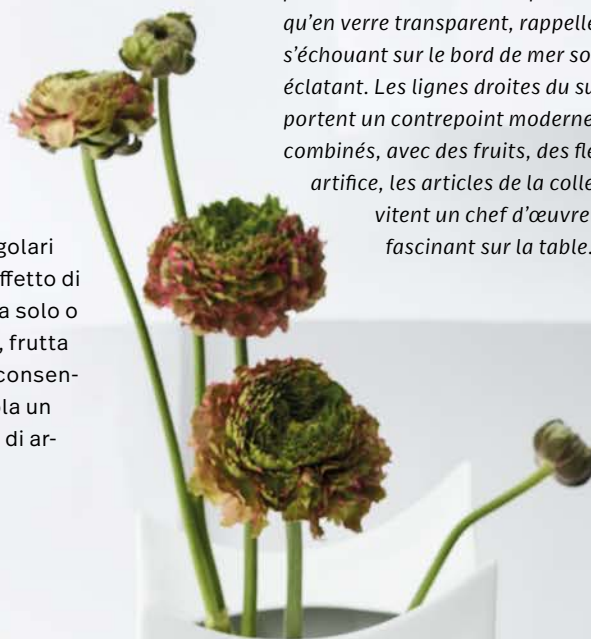 qu'en verre transparent, rappelle
s'échouant sur le bord de mer so
éclatant. Les lignes droites du su
portent un contrepoint moderne
combinés, avec des fruits, des fle
artifice, les articles de la colle
vitent un chef d'œuvre
fascinant sur la table.
golari
ffetto di
a solo o
, frutta
consen-
la un
di ar-